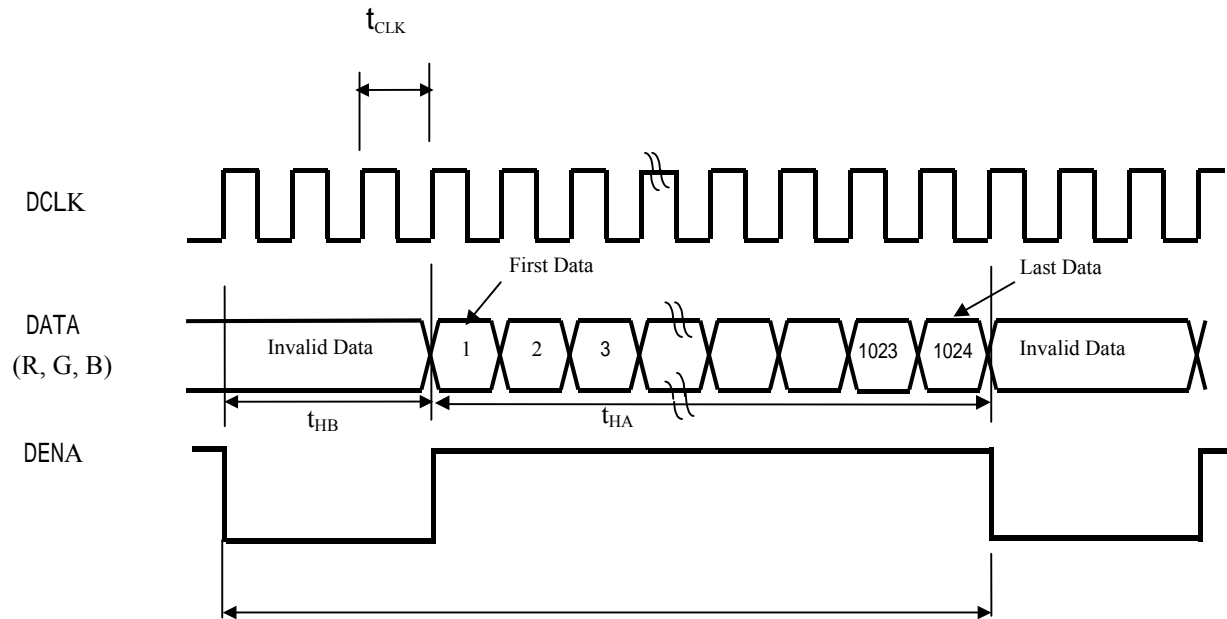 tCLK
DCLK
First Data
Last Data
DATA
(R, G, B)
Invalid Data
1
2
3
1023
1024
Invalid Data
tHB
tHA
DENA